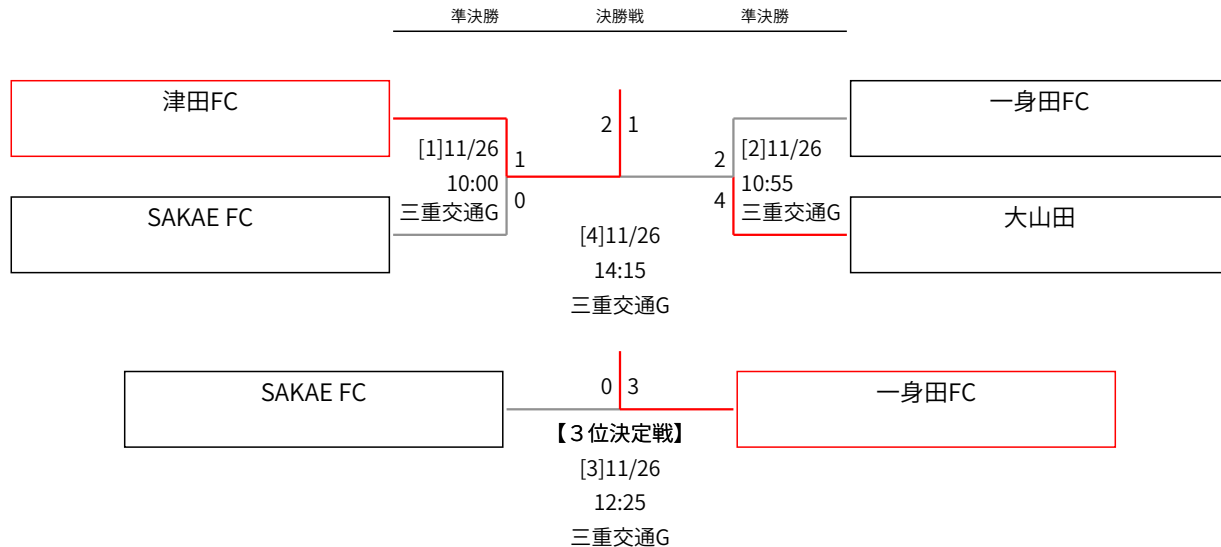 準決勝 決勝戦 準決勝
津田FC
一身田FC
2 1
[1]11/26
1
2
[2]11/26
10:00
10:55
三重交通G
0
4
三重交通G
SAKAE FC
大山田
[4]11/26
14:15
三重交通G
SAKAE FC
0 3
一身田FC
【３位決定戦】
[3]11/26
12:25
三重交通G